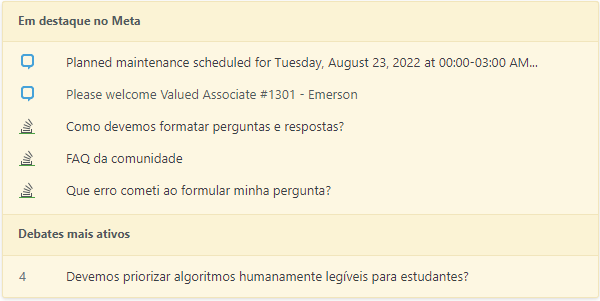 Em destaque no Meta
Planned maintenance scheduled for Tuesday, August 23, 2022 at 00:00-03:00 AM...
Please welcome Valued Associate #1301 - Emerson
Como devemos formatar perguntas e respostas?
FAQ da comunidade
Que erro cometi ao formular minha pergunta?
Debates mais ativos
4 Devemos priorizar algoritmos humanamente legíveis para estudantes?